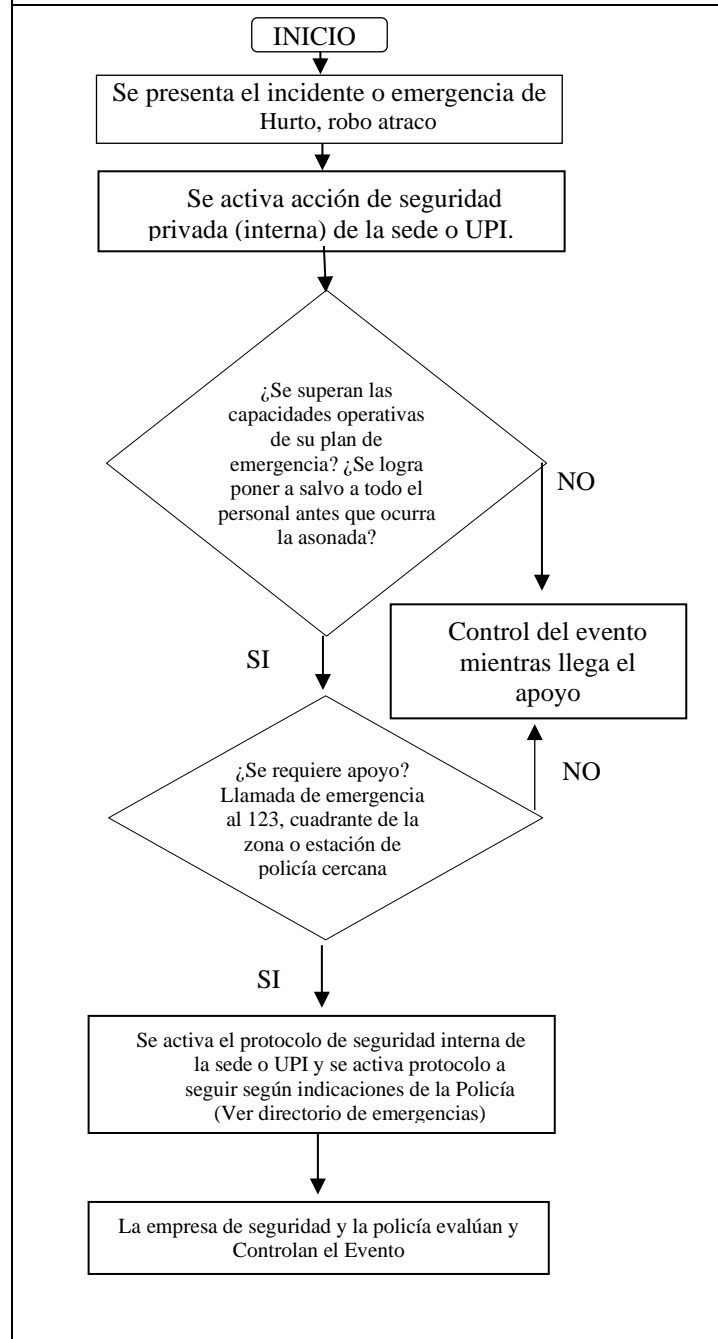 INICIO
Se presenta el incidente o emergencia de
Hurto, robo atraco
Se activa acción de seguridad
privada (interna) de la sede o UPI.
¿Se superan las
capacidades operativas
de su plan de
emergencia? ¿Se logra
poner a salvo a todo el
personal antes que ocurra
la asonada?
NO
Control del evento
mientras llega el
apoyo
SI
¿Se requiere apoyo?
Llamada de emergencia
al 123, cuadrante de la
zona o estación de
policía cercana
NO
SI
Se activa el protocolo de seguridad interna de
la sede o UPI y se activa protocolo a
seguir según indicaciones de la Policía
(Ver directorio de emergencias)
La empresa de seguridad y la policía evalúan y
Controlan el Evento